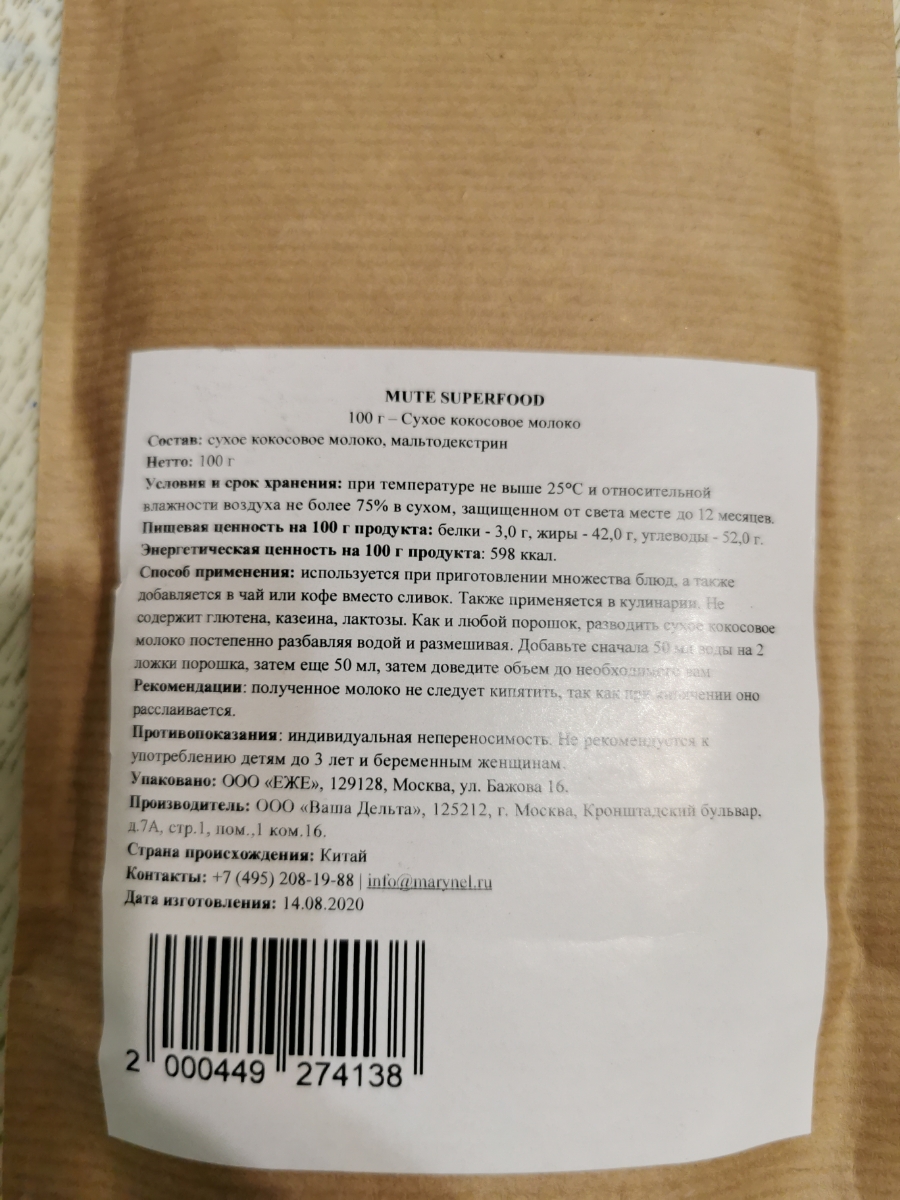 MUTE SUPERFOOD
100 г – Сухое кокосовое молоко
Состав: сухое кокосовое молоко, мальтодекстрин
Нетто: 100 г
Условия и срок хранения: при температуре не выше 25°С и относительной
влажности воздуха не более 75% в сухом, защищенном от света месте до 12 месяцев.
Пищевая ценность на 100 г продукта: белки - 3,0 г, жиры - 42,0 г, углеводы - 52,0 г.
Энергетическая ценность на 100 г продукта: 598 ккал.
Способ применения: используется при приготовлении множества блюд, а также
добавляется в чай или кофе вместо сливок. Также применяется в кулинарии. Не
содержит глютена, казеина, лактозы. Как и любой порошок, разводить сухое кокосовое
молоко постепенно разбавляя водой и размешивая. Добавьте сначала 50 мл воды на 2
ложки порошка, затем еще 50 мл, затем доведите объем до необходимого вам
Рекомендации: полученное молоко не следует кипятить, так как при кипячении оно
расслаивается.
Противопоказания: индивидуальная непереносимость. Не рекомендуется к
употреблению детям до 3 лет и беременным женщинам.
Упаковано: ООО «ЕЖЕ», 129128, Москва, ул. Бажова 16.
Производитель: ООО «Ваша Дельта», 125212, г. Москва, Кронштадский бульвар,
д.7А, стр.1, пом.,1 ком.16.
Страна происхождения: Китай
Контакты: +7 (495) 208-19-88 | info@marynel.ru
Дата изготовления: 14.08.2020
2 000449 274138